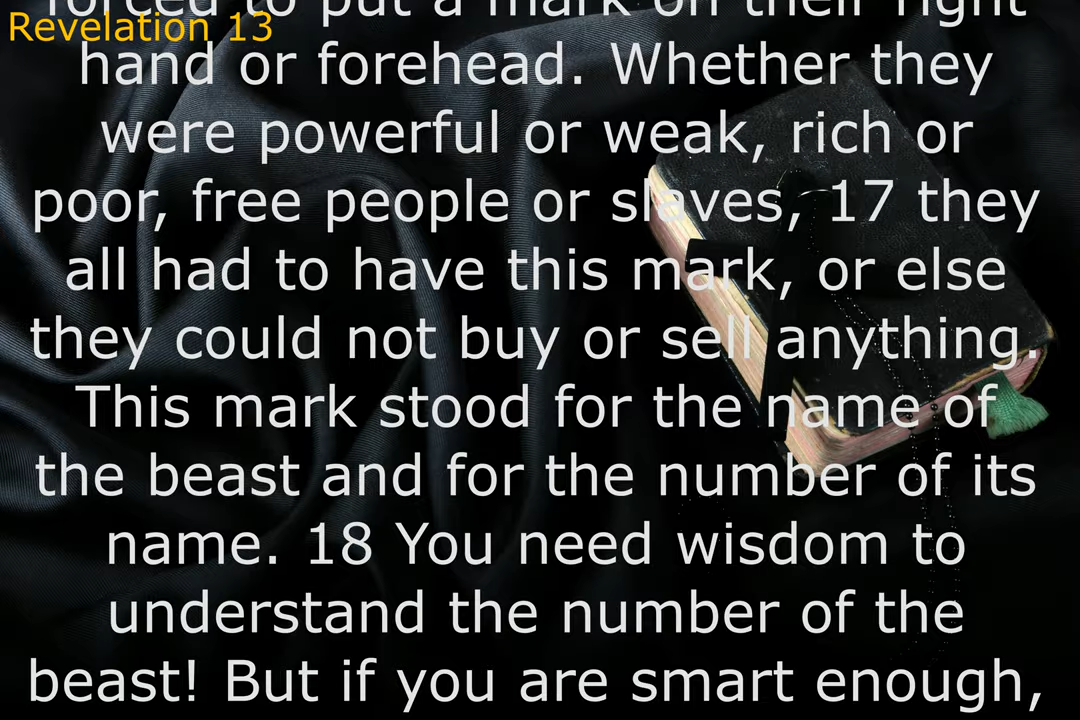 Revelation 13
forced to put a mark on their right
hand or forehead. Whether they
were powerful or weak, rich or
poor, free people or slaves, 17 they
all had to have this mark, or else
they could not buy or sell anything.
This mark stood for the name of
the beast and for the number of its
name. 18 You need wisdom to
understand the number of the
beast! But if you are smart enough,